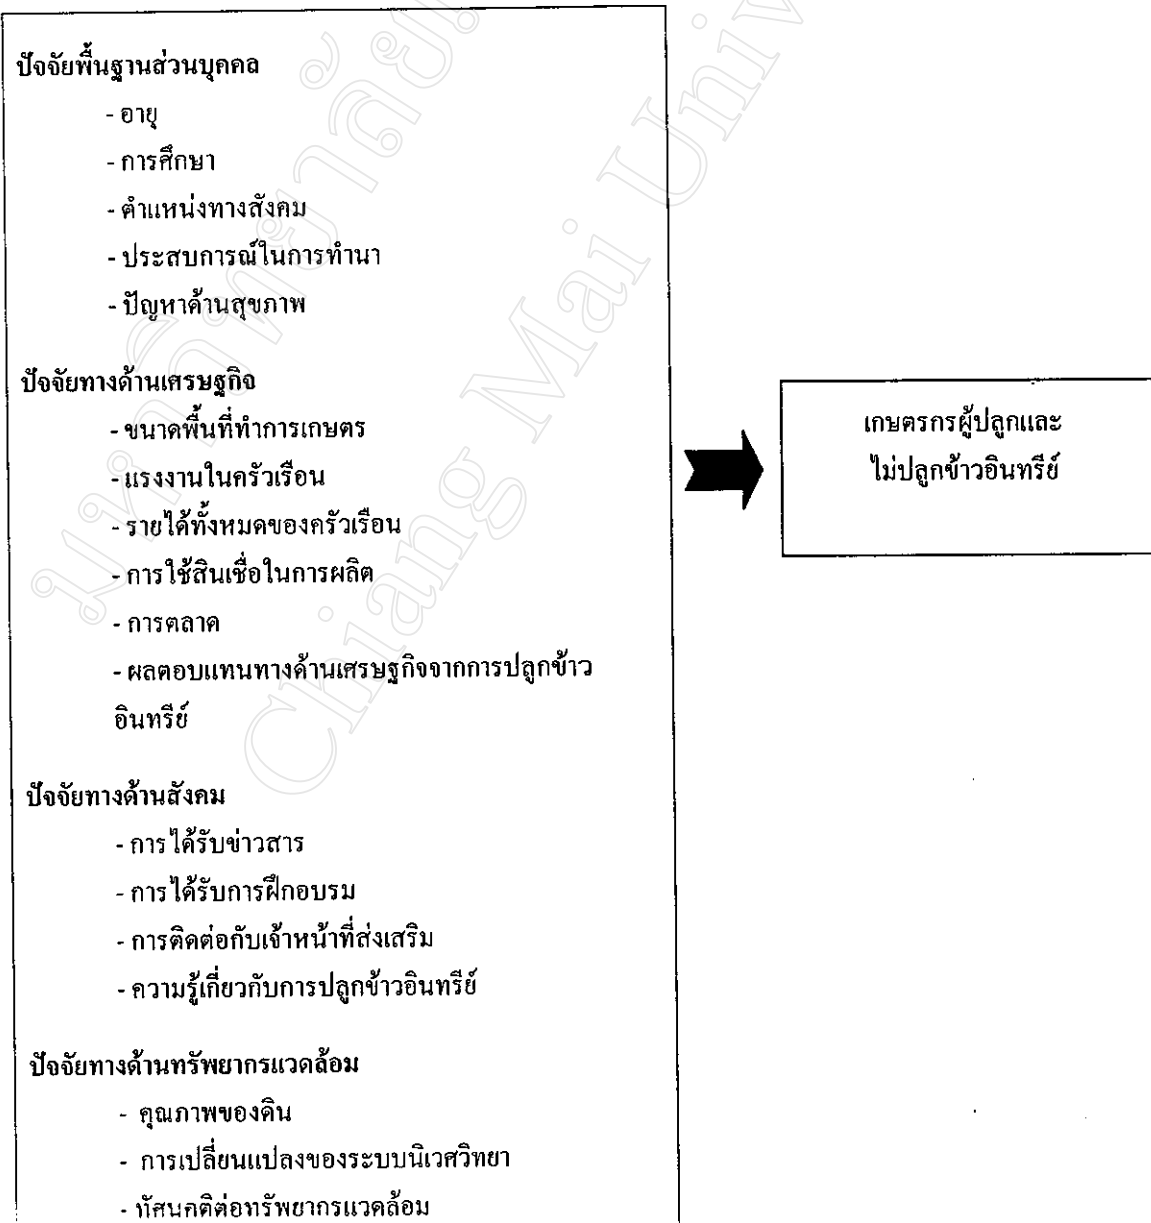 ปัจจัยพื้นฐานส่วนบุคคล
- อายุ
- การศึกษา
- ตำแหน่งทางสังคม
- ประสบการณ์ในการทำนา
- ปัญหาด้านสุขภาพ
ปัจจัยทางด้านเศรษฐกิจ
- ขนาดพื้นที่ทำการเกษตร
- แรงงานในครัวเรือน
- รายได้ทั้งหมดของครัวเรือน
- การใช้สินเชื่อในการผลิต
- การตลาด
- ผลตอบแทนทางด้านเศรษฐกิจจากการปลูกข้าว
อินทรีย์
ปัจจัยทางด้านสังคม
- การได้รับข่าวสาร
- การได้รับการฝึกอบรม
- การติดต่อกับเจ้าหน้าที่ส่งเสริม
- ความรู้เกี่ยวกับการปลูกข้าวอินทรีย์
ปัจจัยทางด้านทรัพยากรแวดล้อม
- คุณภาพของดิน
- การเปลี่ยนแปลงของระบบนิเวศวิทยา
- ทัศนคติต่อทรัพยากรแวดล้อม
เกษตรกรผู้ปลูกและ
ไม่ปลูกข้าวอินทรีย์
Chiang Mai Univ